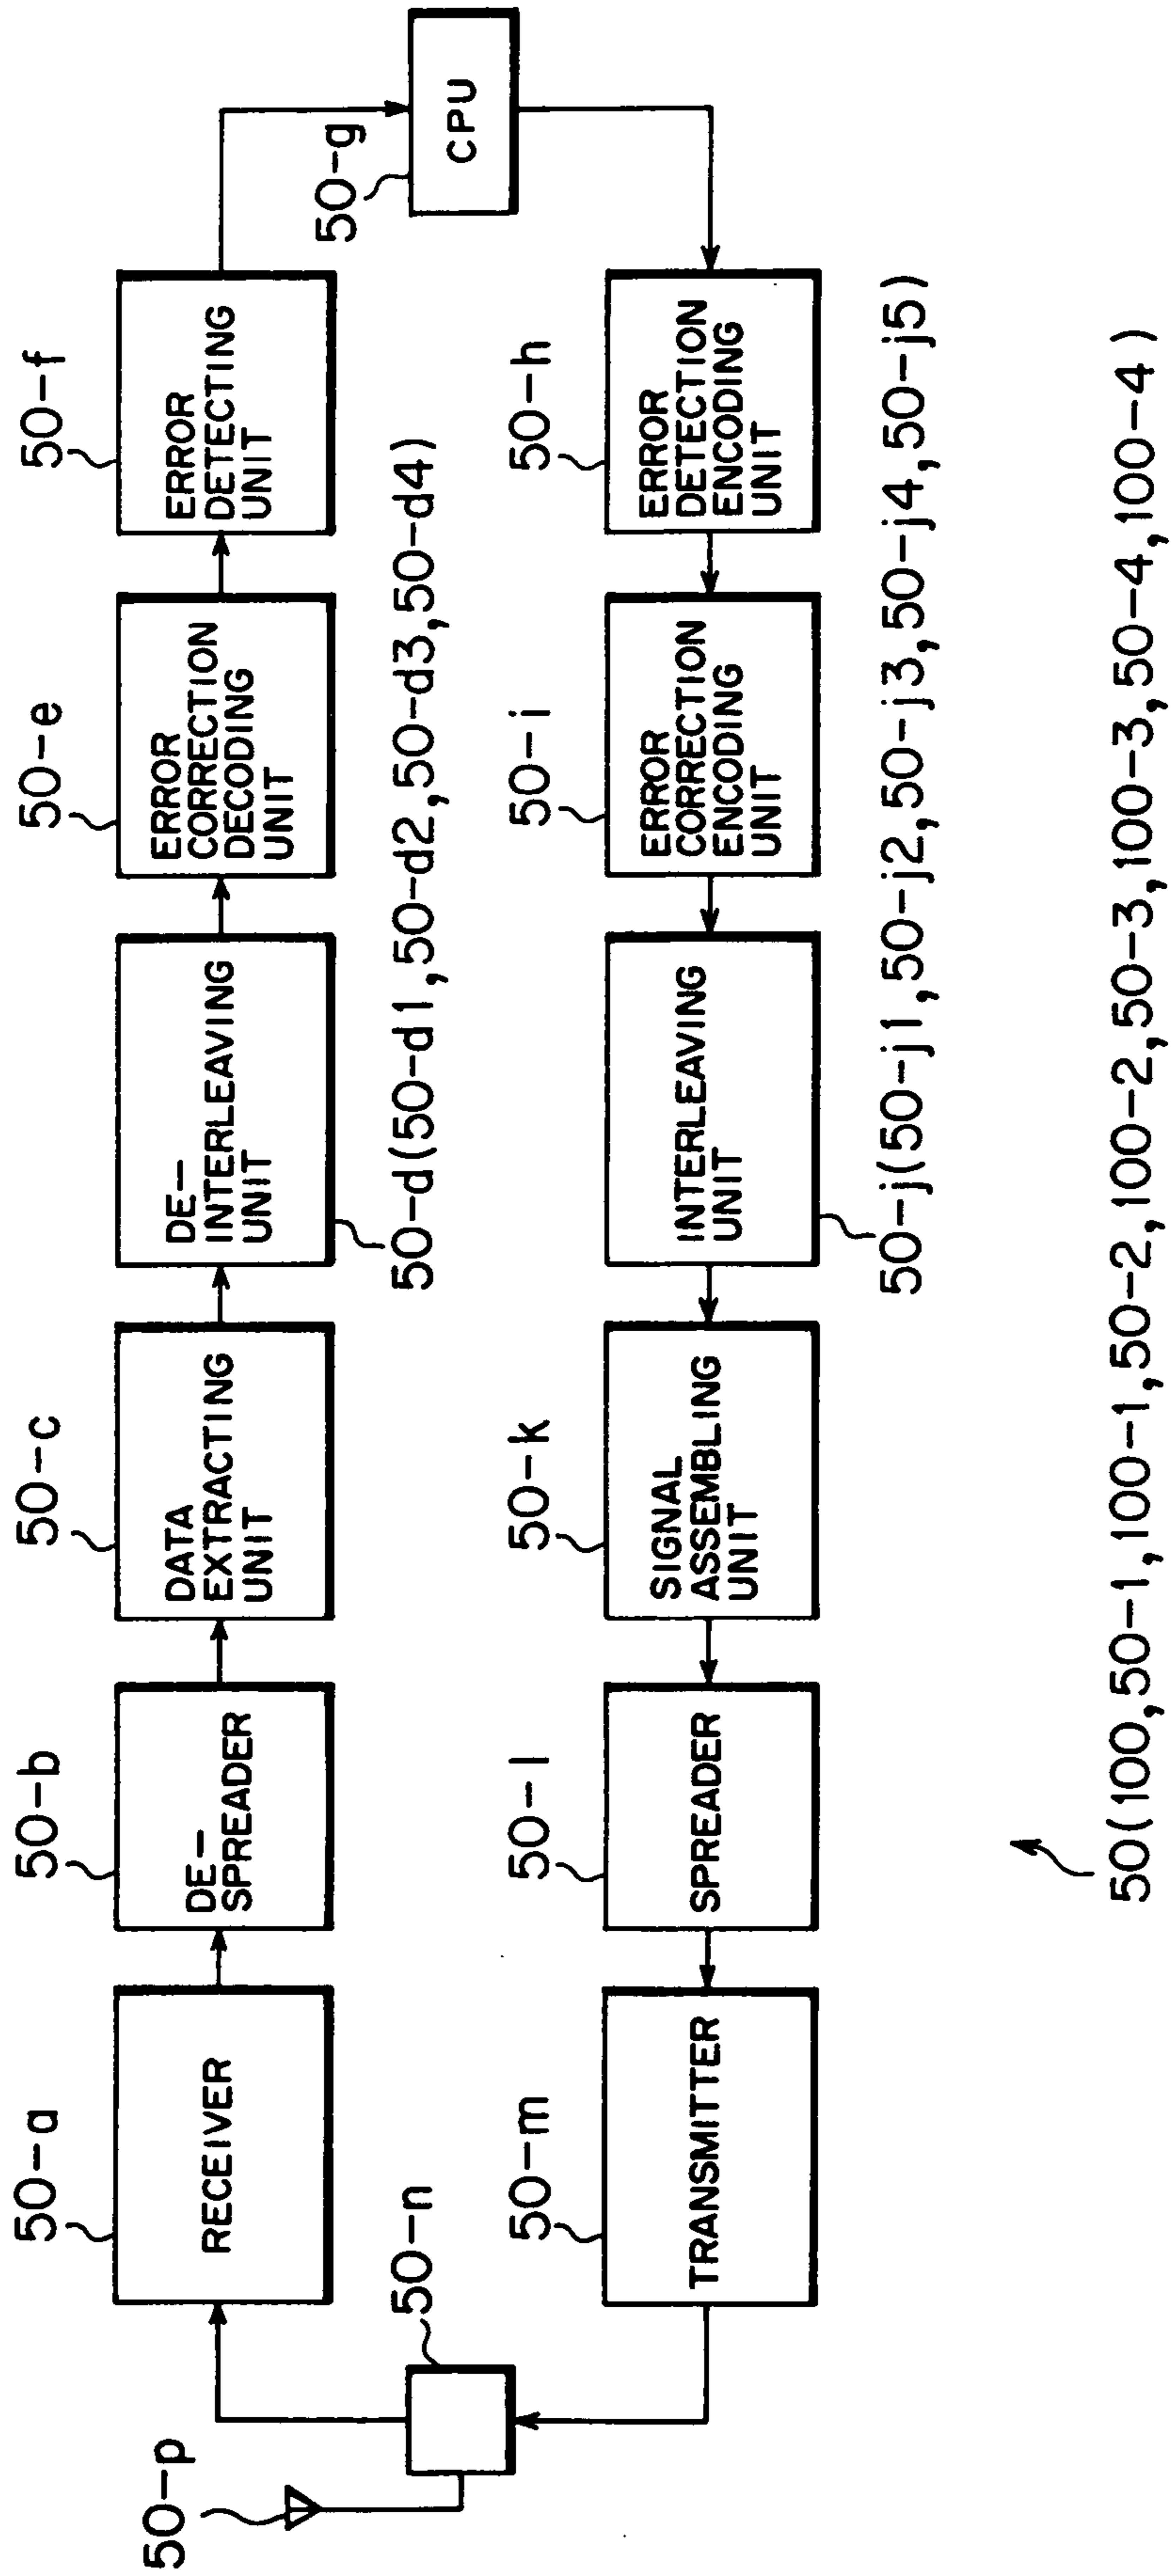 50-a
RECEIVER
50-b
DE-
SPREADER
50-c
DATA
EXTRACTING
UNIT
DE-
INTERLEAVING
UNIT
50-d(50-d1,50-d2,50-d3,50-d4)
50-e
ERROR
CORRECTION
DECODING
UNIT
50-f
ERROR
DETECTING
UNIT
50-g
CPU
50-p
50-n
50-m
TRANSMITTER
50-l
SPREADER
50-k
SIGNAL
ASSEMBLING
UNIT
INTERLEAVING
UNIT
50-j(50-j1,50-j2,50-j3,50-j4,50-j5)
50-i
ERROR
CORRECTION
ENCODING
UNIT
50-h
ERROR
DETECTION
ENCODING
UNIT
50(100,50-1,100-1,50-2,100-2,50-3,100-3,50-4,100-4)